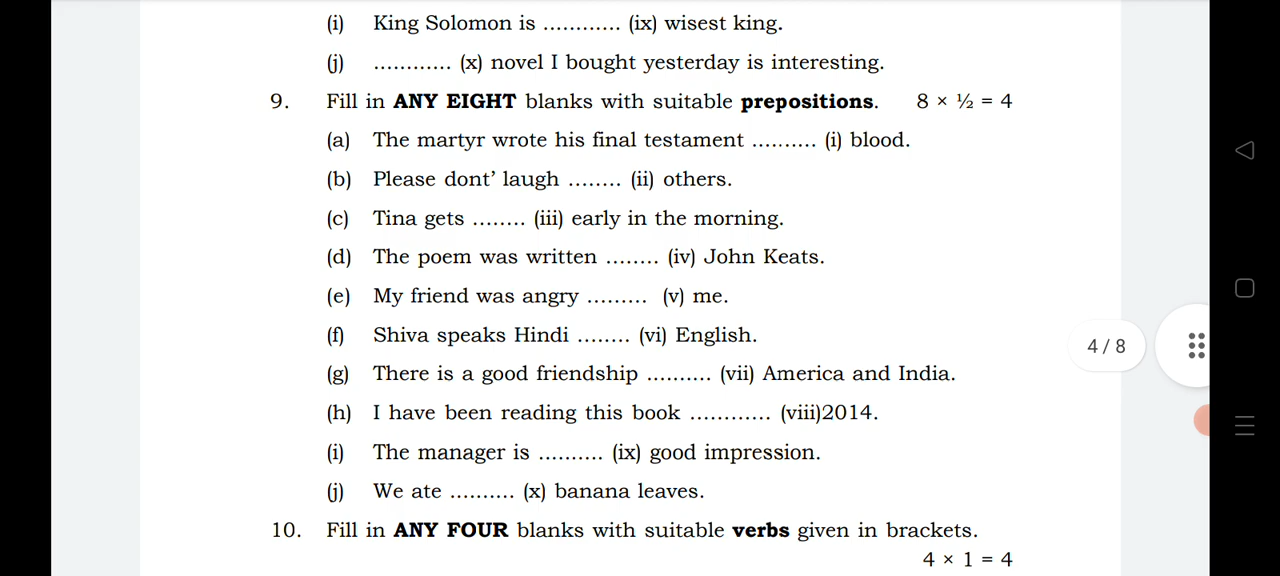 (i) King Solomon is ............ (ix) wisest king.
(j) ............ (x) novel I bought yesterday is interesting.
9. Fill in ANY EIGHT blanks with suitable prepositions. 8 × ½ = 4
(a) The martyr wrote his final testament .......... (i) blood.
(b) Please dont’ laugh ........ (ii) others.
(c) Tina gets ........ (iii) early in the morning.
(d) The poem was written ........ (iv) John Keats.
(e) My friend was angry ......... (v) me.
(f) Shiva speaks Hindi ........ (vi) English.
(g) There is a good friendship .......... (vii) America and India.
(h) I have been reading this book ............ (viii)2014.
(i) The manager is .......... (ix) good impression.
(j) We ate .......... (x) banana leaves.
10. Fill in ANY FOUR blanks with suitable verbs given in brackets.
4 × 1 = 4
4 / 8